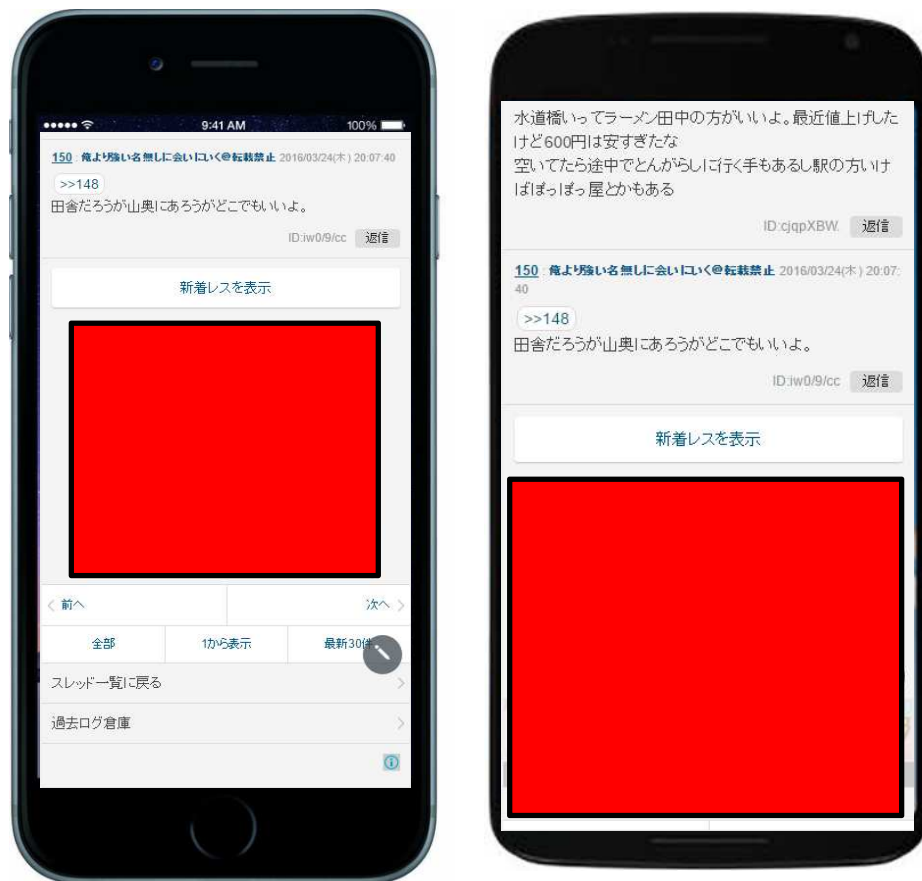 9:41 AM
100%
150 : 俺より強い名無しに会いにいく@転載禁止 2016/03/24(木) 20:07:40
>>148
田舎だろうが山奥にあろうがどこでもいいよ。
ID:iw0/9/cc 返信
新着レスを表示
前へ
次へ
全部
1から表示
最新30件
スレッド一覧に戻る
過去ログ倉庫
水道橋いってラーメン田中の方がいいよ。最近値上げした
けど600円は安すぎたな
空いてたら途中でとんがらしに行く手もあるし駅の方いけ
ばぽっぽっ屋とかもある
ID:cjqpXBW. 返信
150 : 俺より強い名無しに会いにいく@転載禁止 2016/03/24(木) 20:07:
40
>>148
田舎だろうが山奥にあろうがどこでもいいよ。
ID:iw0/9/cc 返信
新着レスを表示